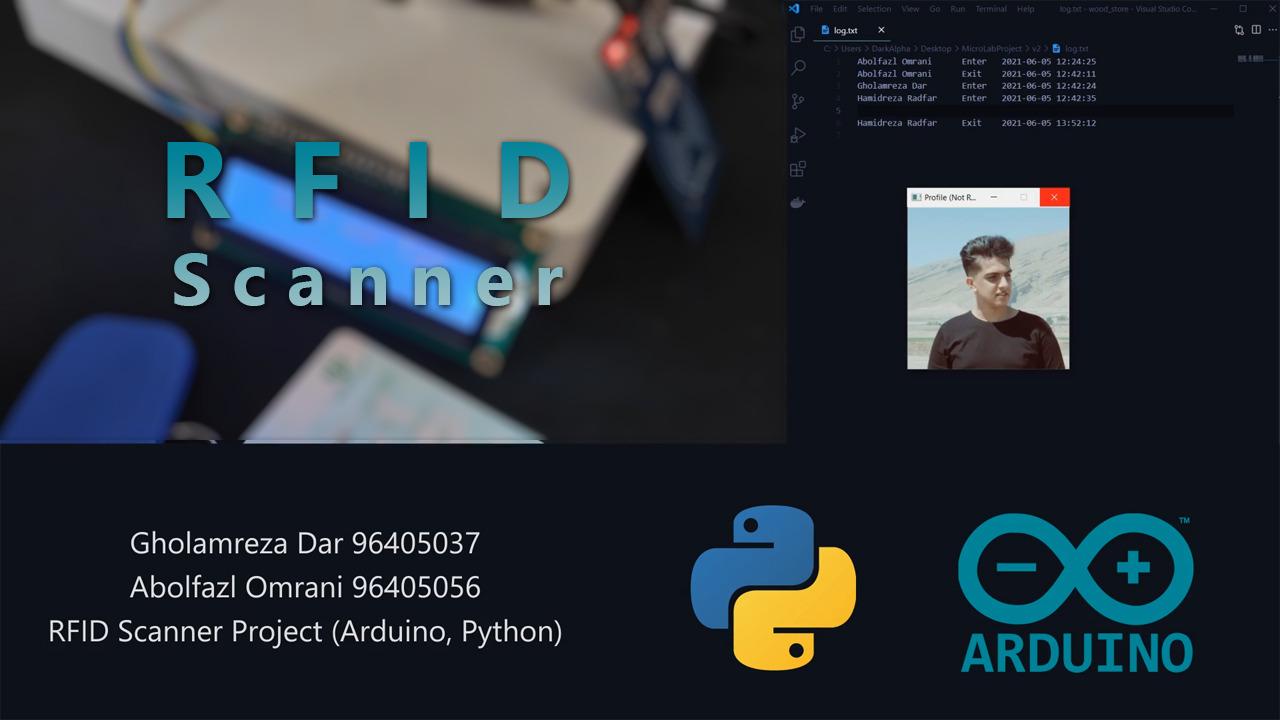 R F I D
Scanner
File Edit Selection View Go Run Terminal Help log.txt - wood_store - Visual Studio Co...
log.txt
C: > Users > DarkAlpha > Desktop > MicroLabProject > v2 > log.txt
1 Abolfazl Omrani Enter 2021-06-05 12:24:25
2 Abolfazl Omrani Exit 2021-06-05 12:42:11
3 Gholamreza Dar Enter 2021-06-05 12:42:24
4 Hamidreza Radfar Enter 2021-06-05 12:42:35
5
6 Hamidreza Radfar Exit 2021-06-05 13:52:12
7
Profile (Not R...
Gholamreza Dar 96405037
Abolfazl Omrani 96405056
RFID Scanner Project (Arduino, Python)
TM
ARDUINO